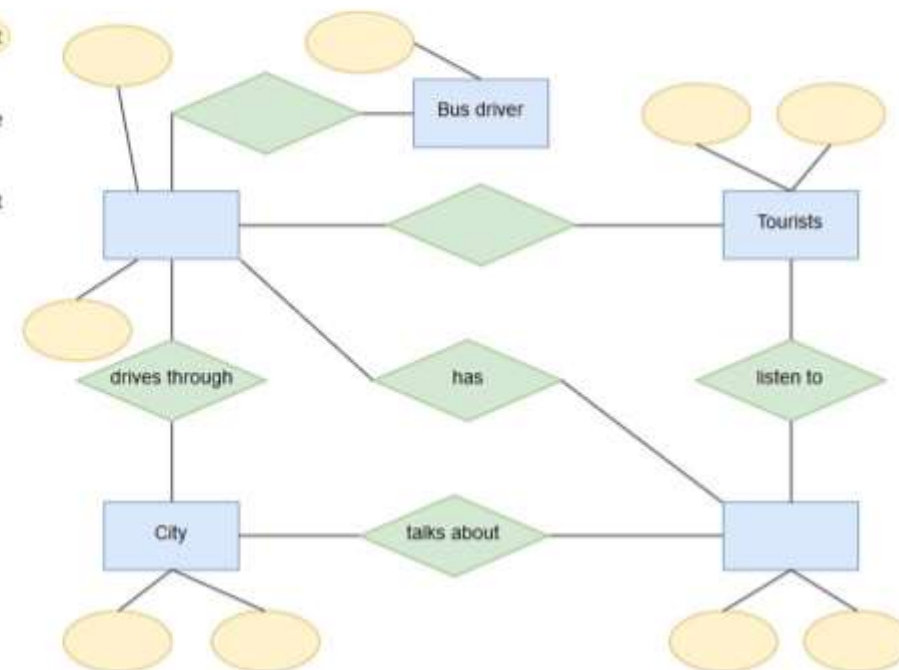 Bus driver
Tourists
drives through
has
listen to
City
talks about